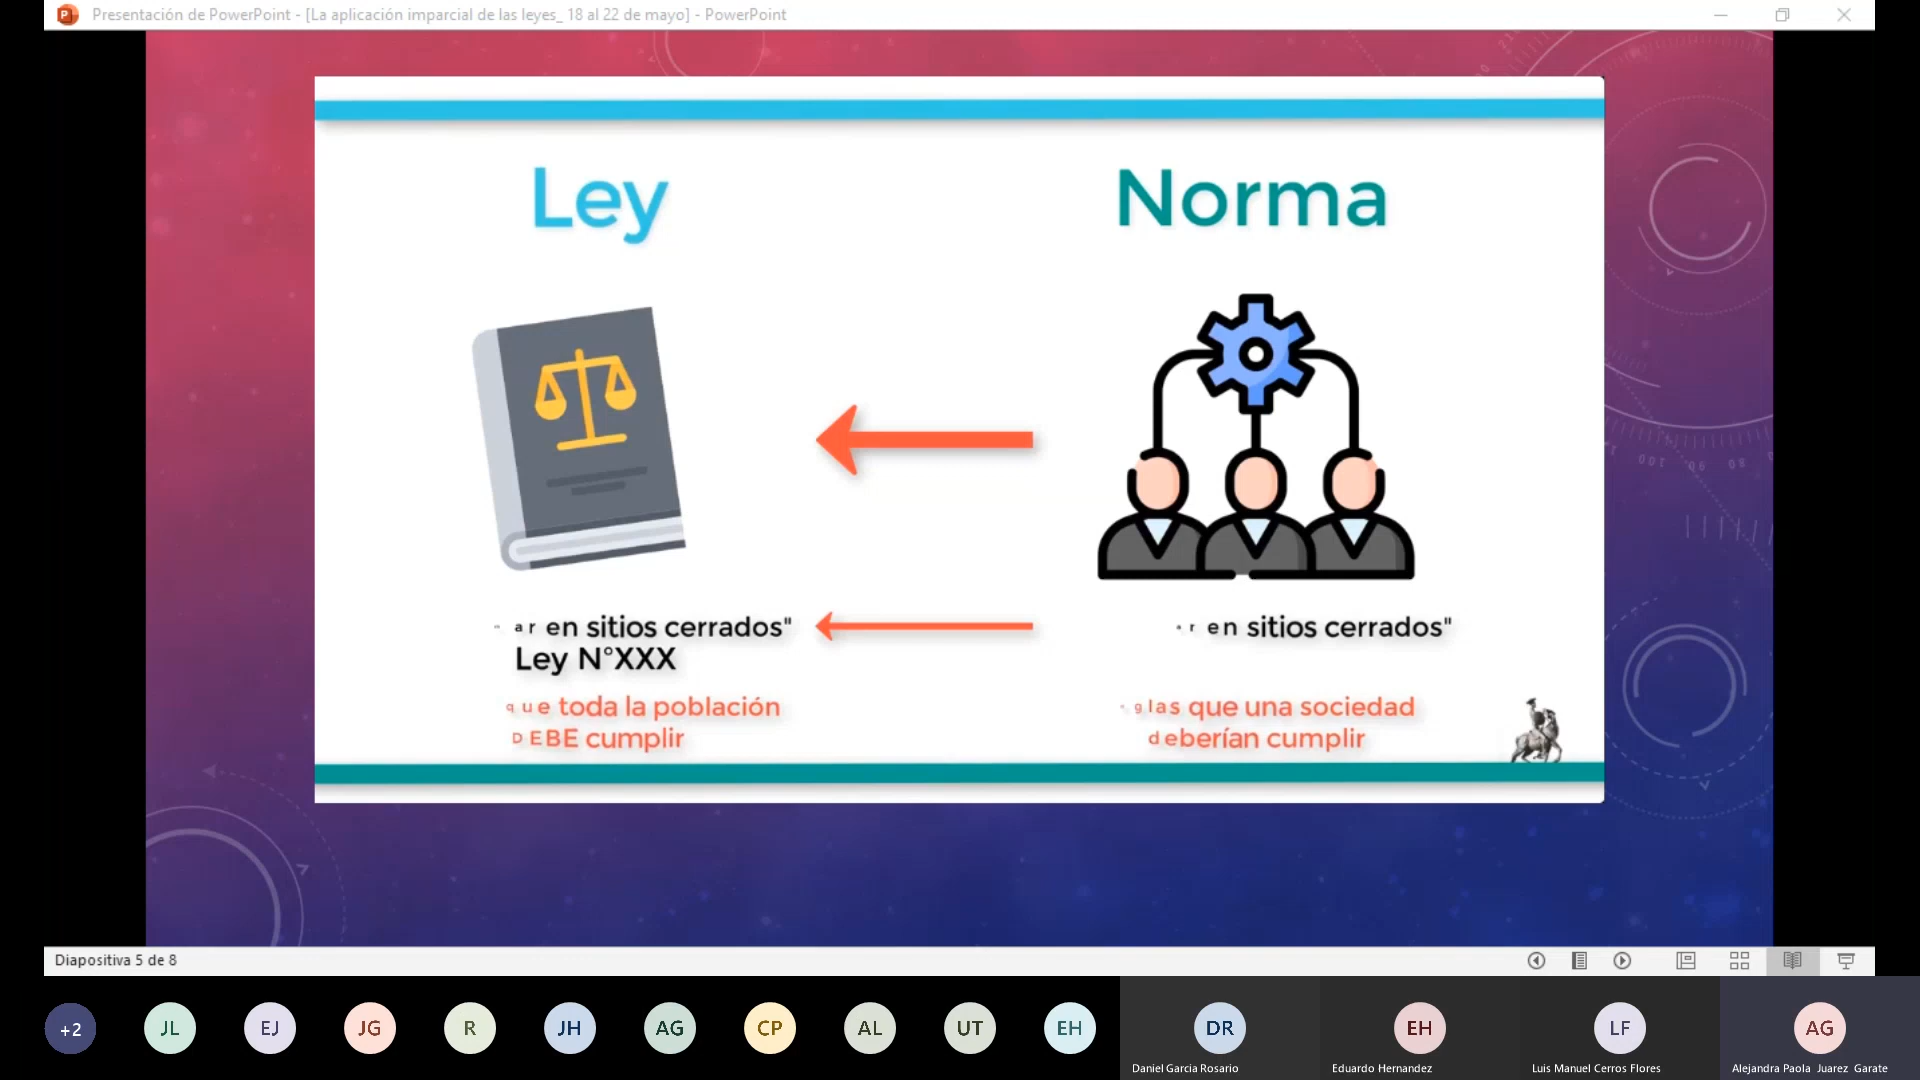 Presentación de PowerPoint - [La aplicación imparcial de las leyes_ 18 al 22 de mayo] - PowerPoint
Ley
Norma
en sitios cerrados"
en sitios cerrados"
Ley N°XXX
que toda la población
DEBE cumplir
que una sociedad
deberían cumplir
Diapositiva 5 de 8
+2
JL
EJ
JG
R
JH
AG
CP
AL
UT
EH
DR
EH
LF
AG
Daniel Garcia Rosario
Eduardo Hernandez
Luis Manuel Cerros Flores
Alejandra Paola Juarez Garate